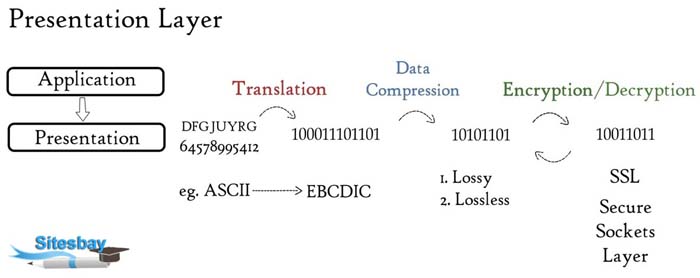 Presentation Layer
Application
Presentation
Translation
DFGJUYRG
64578995412
100011101101
eg. ASCII
EBCDIC
Data
Compression
10101101
1. Lossy
2. Lossless
Encryption/Decryption
10011011
SSL
Secure
Sockets
Layer
Sitesbay